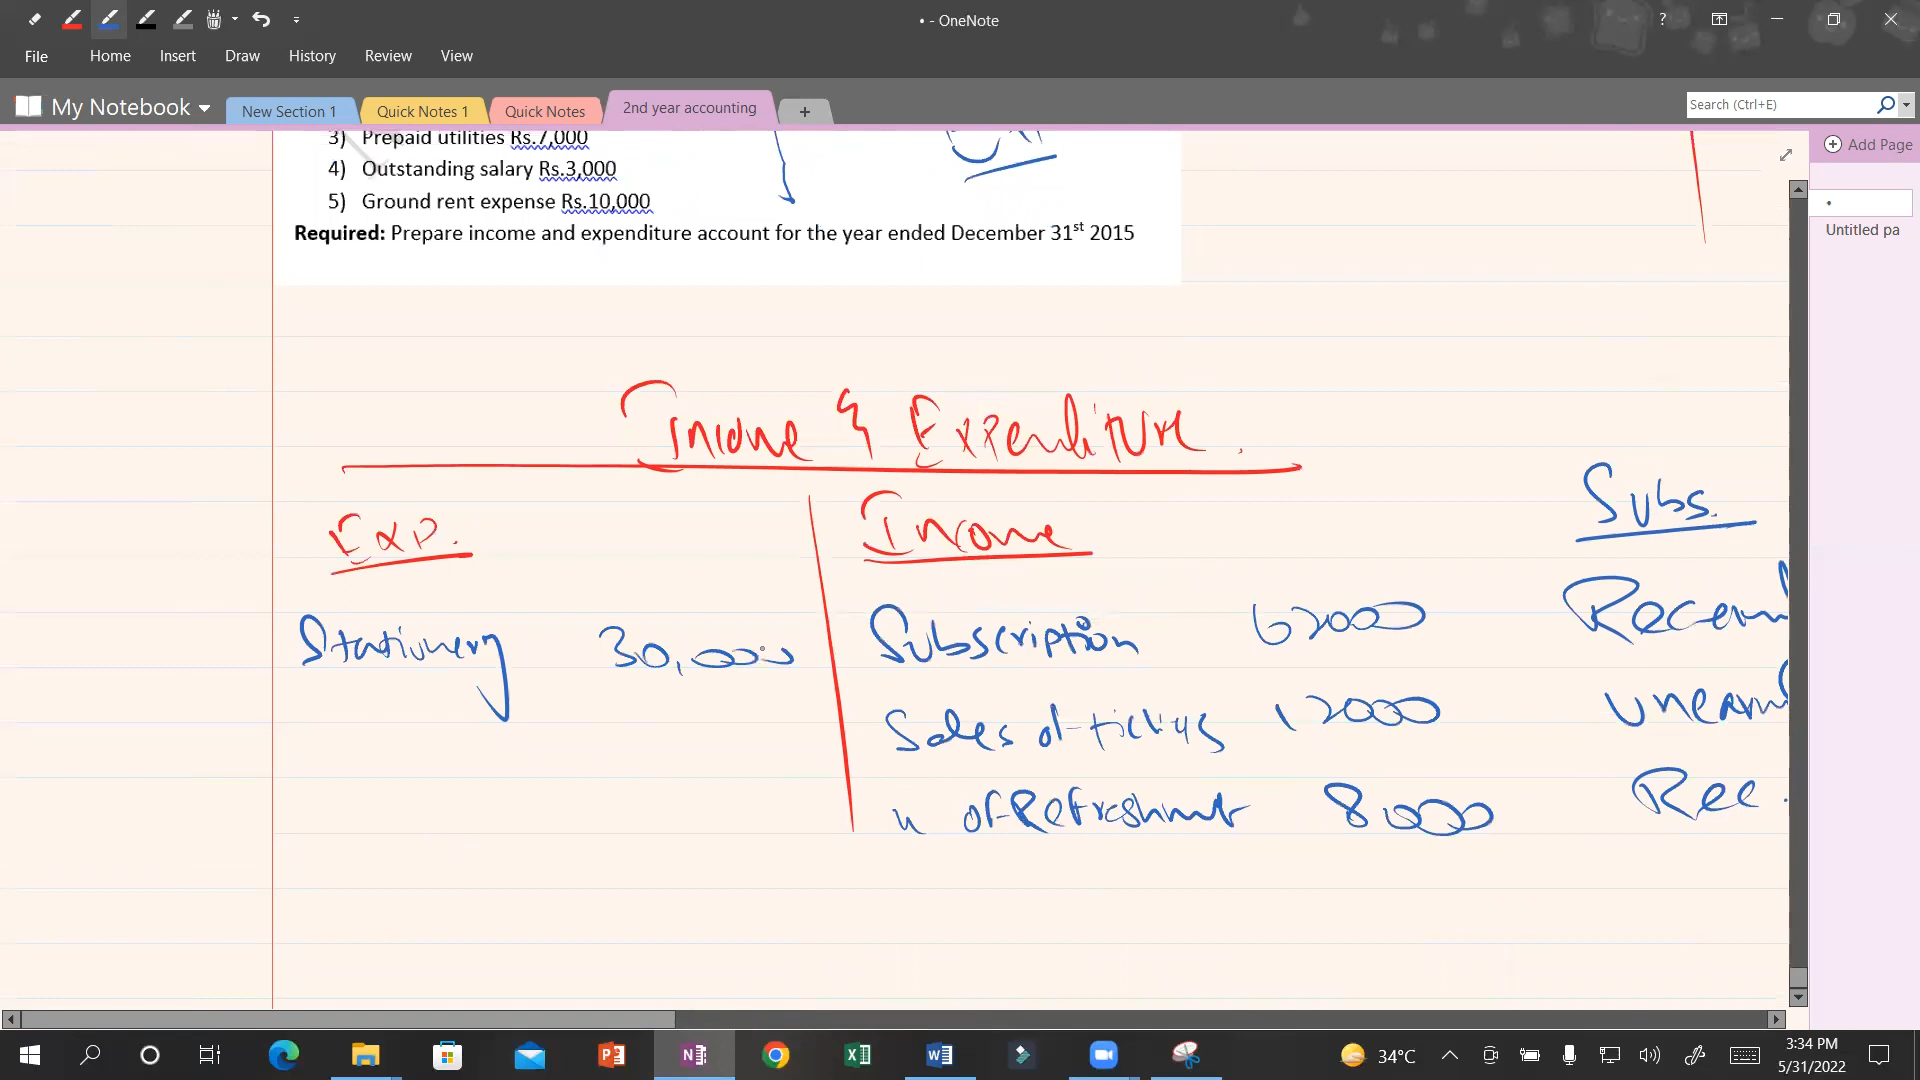 • - OneNote
?
File Home Insert Draw History Review View
My Notebook New Section 1 Quick Notes 1 Quick Notes 2nd year accounting +
Search (Ctrl+E)
Add Page
•
Untitled pa
3) Prepaid utilities Rs.7,000
4) Outstanding salary Rs.3,000
5) Ground rent expense Rs.10,000
Required: Prepare income and expenditure account for the year ended December 31st 2015
Income & Expenditure.
Exp. Income Subs.
Stationery 30,000 Subscription 62000
Sales of tickets 12000
" of Refreshmt 8000 Rec.
34°C
3:34 PM
5/31/2022